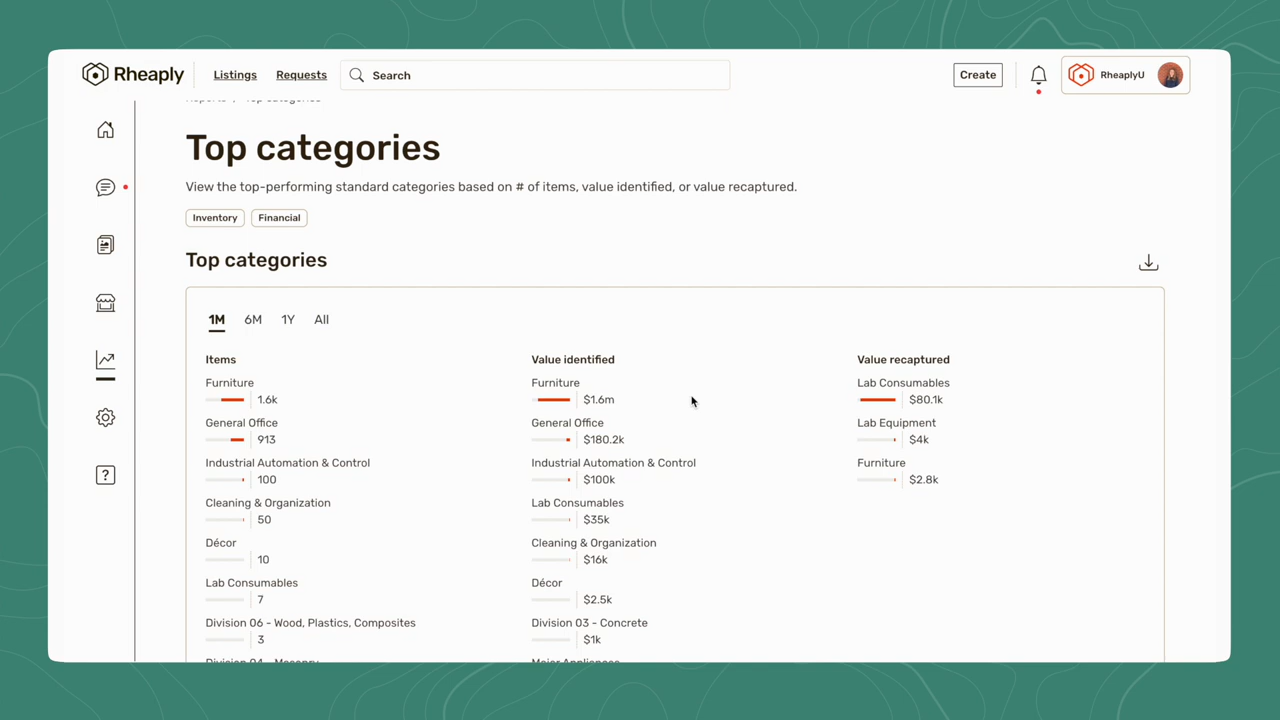 Rheaply
Listings
Requests
Search
Create
RheaplyU
Top categories
View the top-performing standard categories based on # of items, value identified, or value recaptured.
Inventory
Financial
Top categories
1M 6M 1Y All
Items
Furniture
1.6k
General Office
913
Industrial Automation & Control
100
Cleaning & Organization
50
Décor
10
Lab Consumables
7
Division 06 - Wood, Plastics, Composites
3
Value identified
Furniture
$1.6m
General Office
$180.2k
Industrial Automation & Control
$100k
Lab Consumables
$35k
Cleaning & Organization
$16k
Décor
$2.5k
Division 03 - Concrete
$1k
Value recaptured
Lab Consumables
$80.1k
Lab Equipment
$4k
Furniture
$2.8k